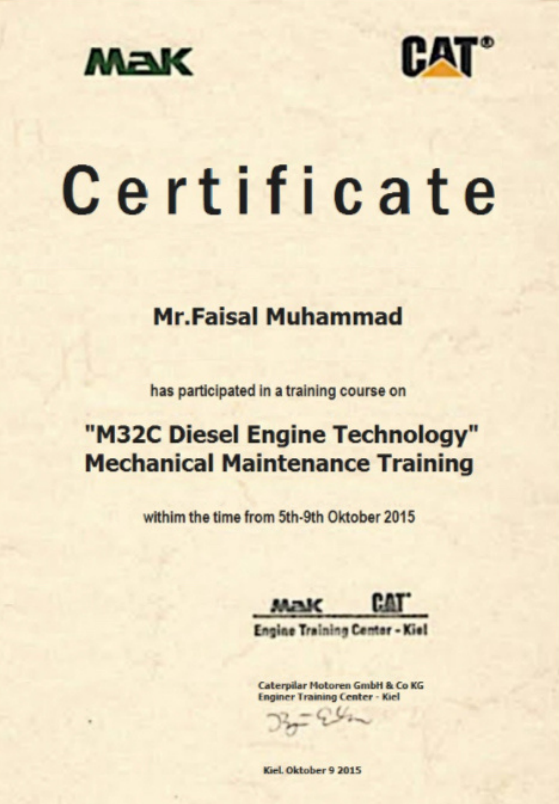 MaK CAT®
Certificate
Mr.Faisal Muhammad
has participated in a training course on
"M32C Diesel Engine Technology"
Mechanical Maintenance Training
withim the time from 5th-9th Oktober 2015
MaK CAT
Engine Training Center - Kiel
Caterpilar Motoren GmbH & Co KG
Enginer Training Center - Kiel
Kiel. Oktober 9 2015